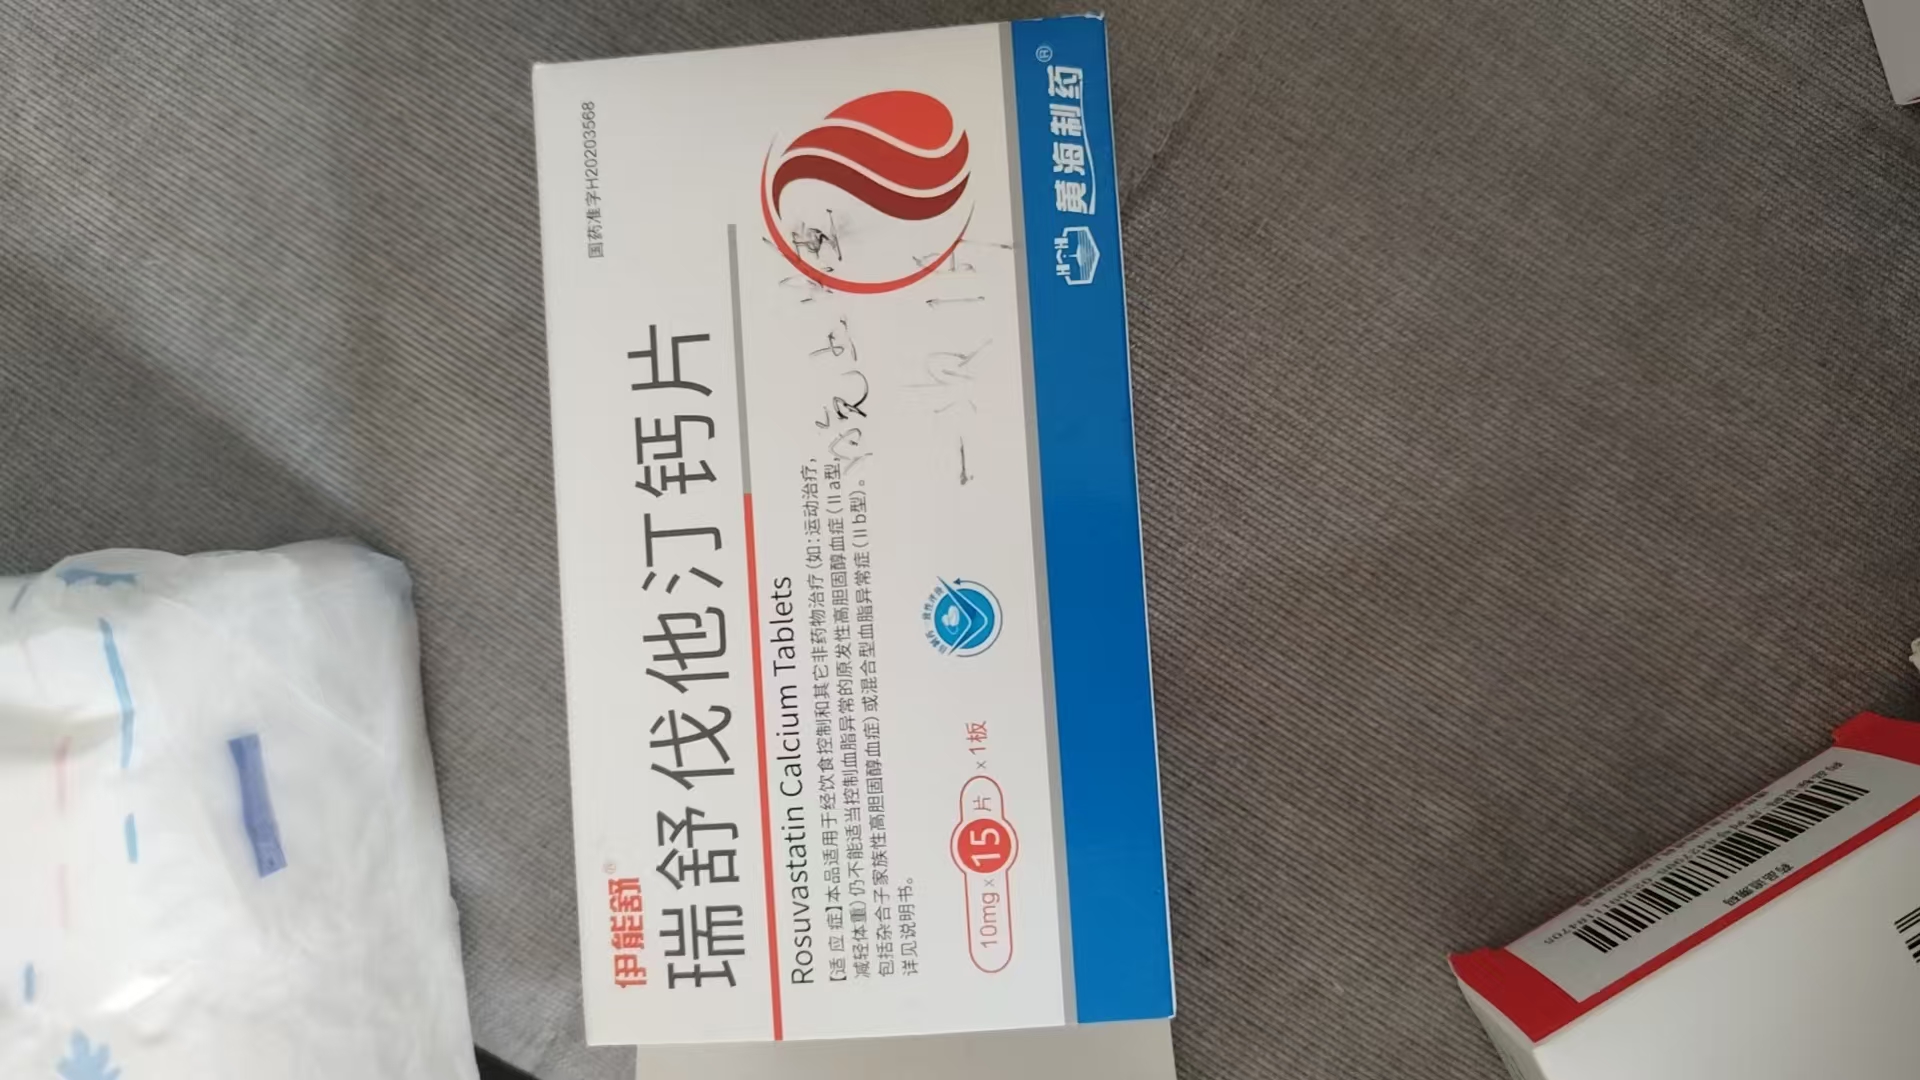 国药准字H20203568
伊能舒®
瑞舒伐他汀钙片
Rosuvastatin Calcium Tablets
【适应症】本品适用于经饮食控制和其它非药物治疗(如:运动治疗,
减轻体重)仍不能适当控制血脂异常的原发性高胆固醇血症(IIa型,
包括杂合子家族性高胆固醇血症)或混合型血脂异常症(IIb型)。
详见说明书。
一次1片
10mg×15片×1板
黄海制药®
药品追溯码